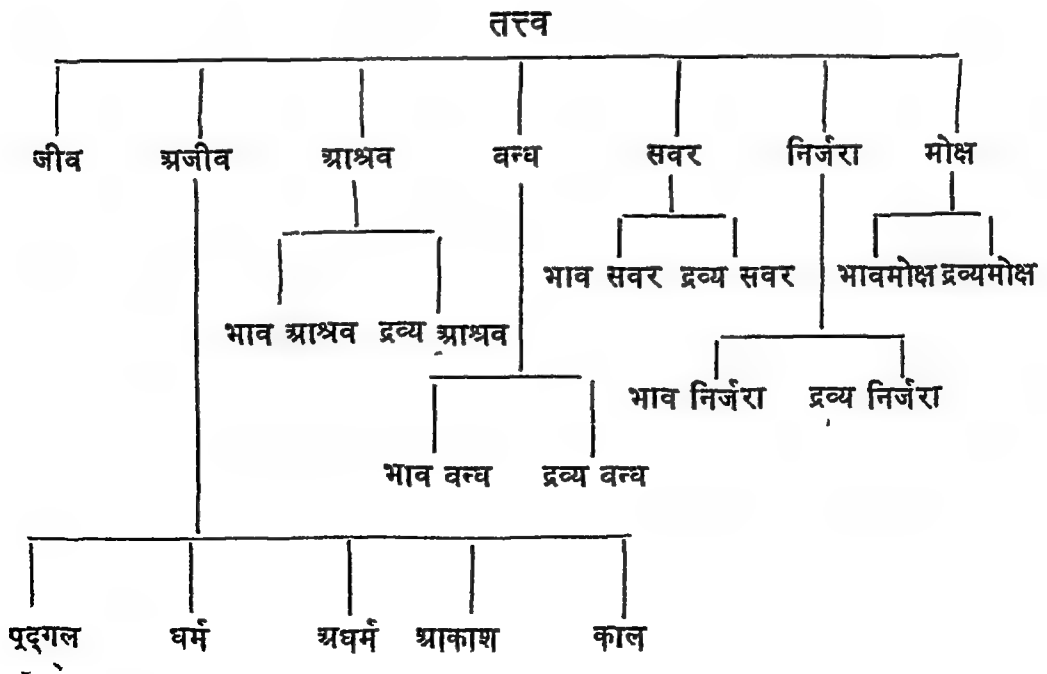 तत्त्व
जीव अजीव आश्रव वन्ध सवर निर्जरा मोक्ष
भाव सवर द्रव्य सवर भावमोक्ष द्रव्यमोक्ष
भाव आश्रव द्रव्य आश्रव
भाव निर्जरा द्रव्य निर्जरा
भाव वन्ध द्रव्य वन्ध
पुद्गल धर्म अधर्म आकाश काल